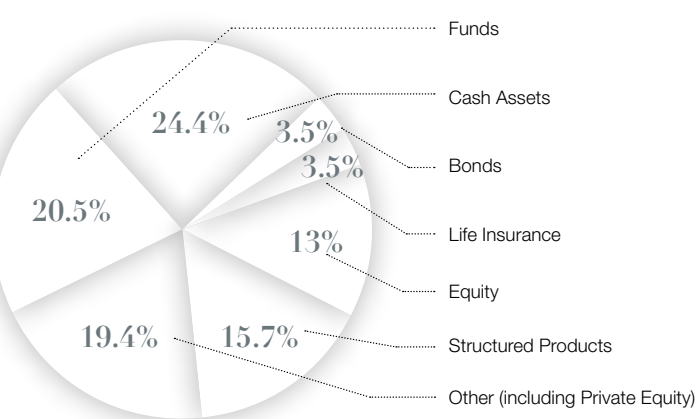 Funds
Cash Assets
24.4%
3.5%
Bonds
3.5%
20.5%
Life Insurance
13%
Equity
19.4%
15.7%
Structured Products
Other (including Private Equity)